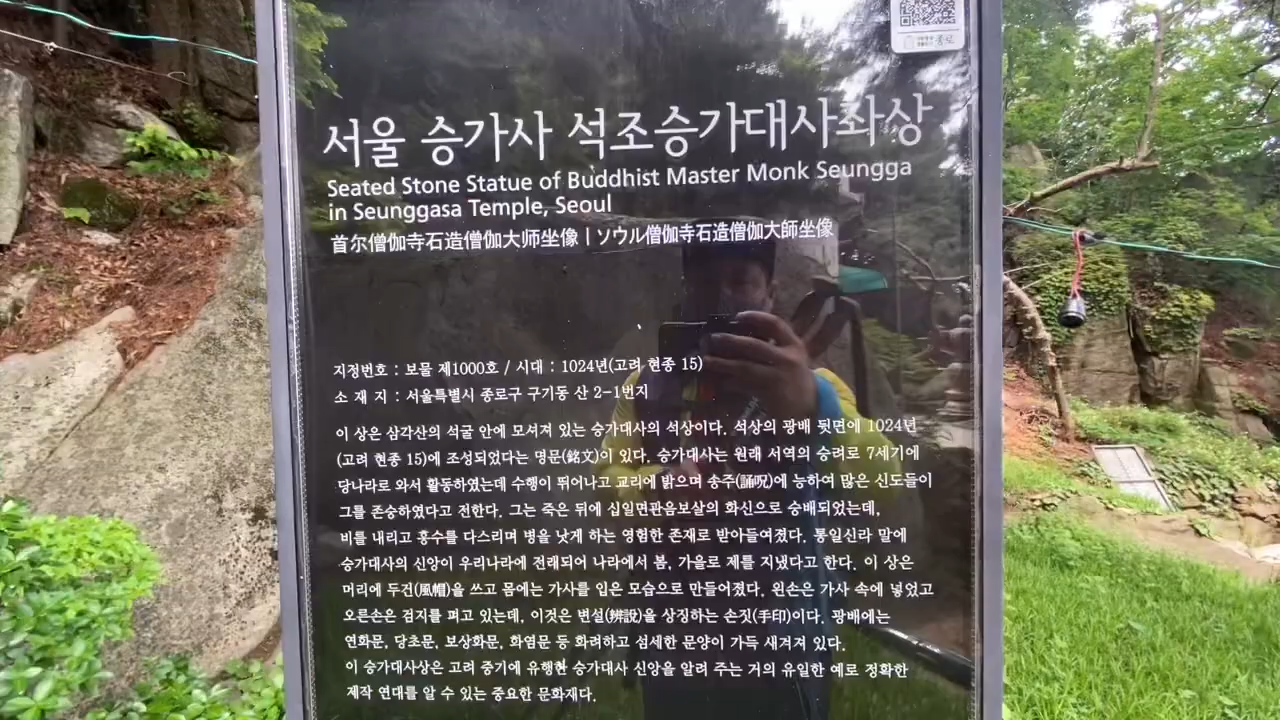 서울 승가사 석조승가대사좌상
Seated Stone Statue of Buddhist Master Monk Seungga
in Seunggasa Temple, Seoul
首尔僧伽寺石造僧伽大师坐像 | ソウル僧伽寺石造僧伽大師坐像
지정번호 : 보물 제1000호 / 시대 : 1024년(고려 현종 15)
소 재 지 : 서울특별시 종로구 구기동 산 2-1번지
이 상은 삼각산의 석굴 안에 모셔져 있는 승가대사의 석상이다. 석상의 광배 뒷면에 1024년
(고려 현종 15)에 조성되었다는 명문(銘文)이 있다. 승가대사는 원래 서역의 승려로 7세기에
당나라로 와서 활동하였는데 수행이 뛰어나고 교리에 밝으며 송주(誦呪)에 능하여 많은 신도들이
그를 존숭하였다고 전한다. 그는 죽은 뒤에 십일면관음보살의 화신으로 숭배되었는데,
비를 내리고 홍수를 다스리며 병을 낫게 하는 영험한 존재로 받아들여졌다. 통일신라 말에
승가대사의 신앙이 우리나라에 전래되어 나라에서 봄, 가을로 제를 지냈다고 한다. 이 상은
머리에 두건(風帽)을 쓰고 몸에는 가사를 입은 모습으로 만들어졌다. 왼손은 가사 속에 넣었고
오른손은 검지를 펴고 있는데, 이것은 변설(辨說)을 상징하는 손짓(手印)이다. 광배에는
연화문, 당초문, 보상화문, 화염문 등 화려하고 섬세한 문양이 가득 새겨져 있다.
이 승가대사상은 고려 중기에 유행한 승가대사 신앙을 알려 주는 거의 유일한 예로 정확한
제작 연대를 알 수 있는 중요한 문화재다.